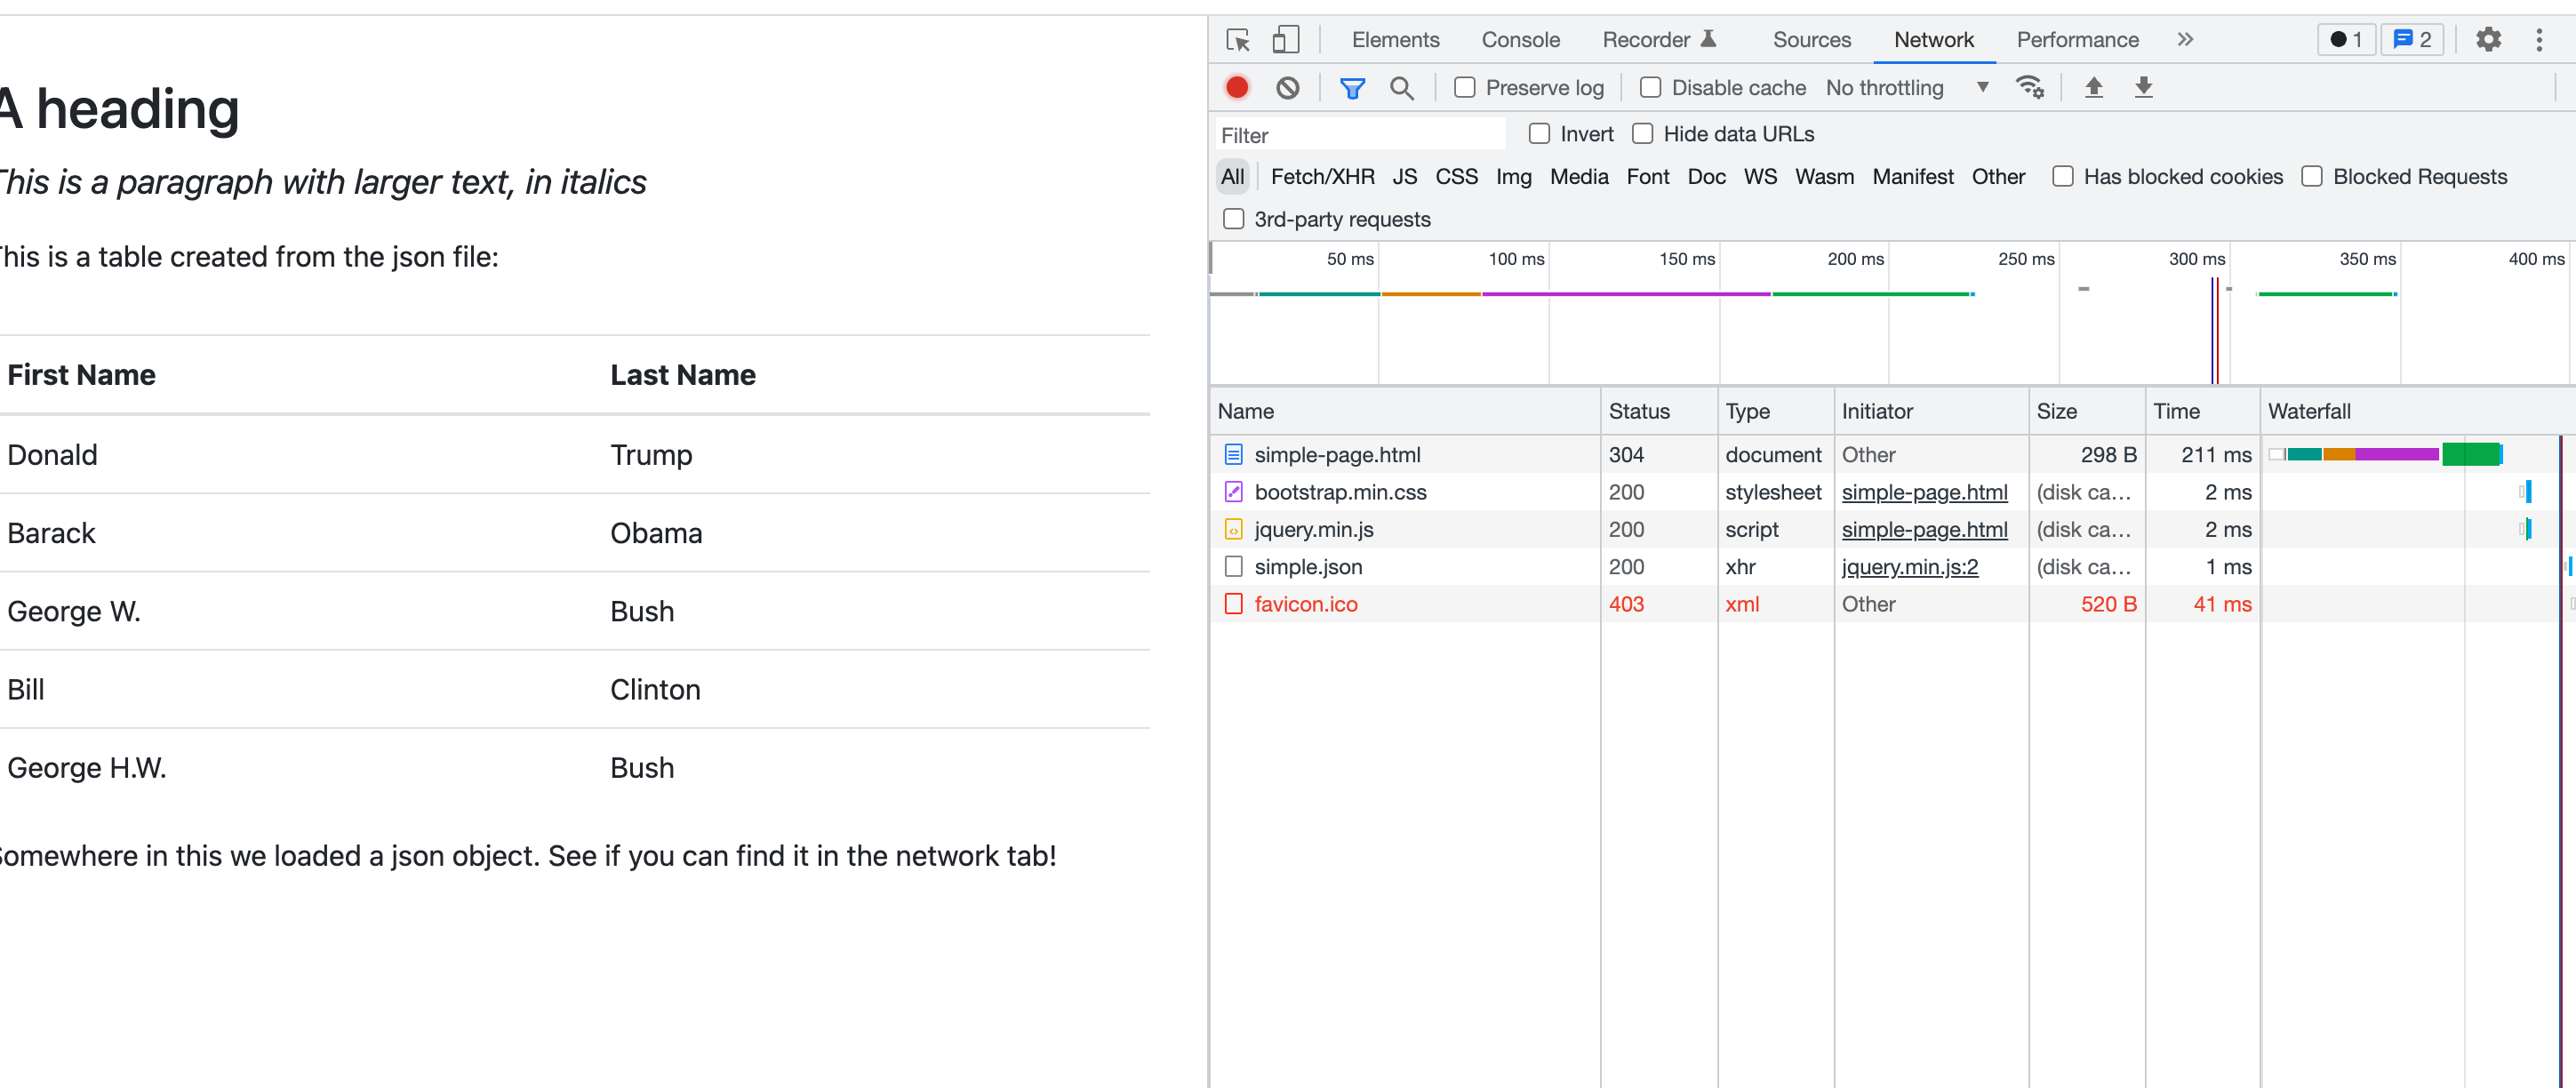 A heading
This is a paragraph with larger text, in italics
This is a table created from the json file:
First Name Last Name
Donald Trump
Barack Obama
George W. Bush
Bill Clinton
George H.W. Bush
Somewhere in this we loaded a json object. See if you can find it in the network tab!
Elements Console Recorder Sources Network Performance » 1 2
Preserve log Disable cache No throttling
Filter Invert Hide data URLs
All Fetch/XHR JS CSS Img Media Font Doc WS Wasm Manifest Other Has blocked cookies Blocked Requests
3rd-party requests
50 ms 100 ms 150 ms 200 ms 250 ms 300 ms 350 ms 400 ms
Name Status Type Initiator Size Time Waterfall
simple-page.html 304 document Other 298 B 211 ms
bootstrap.min.css 200 stylesheet simple-page.html (disk ca... 2 ms
jquery.min.js 200 script simple-page.html (disk ca... 2 ms
simple.json 200 xhr jquery.min.js:2 (disk ca... 1 ms
favicon.ico 403 xml Other 520 B 41 ms